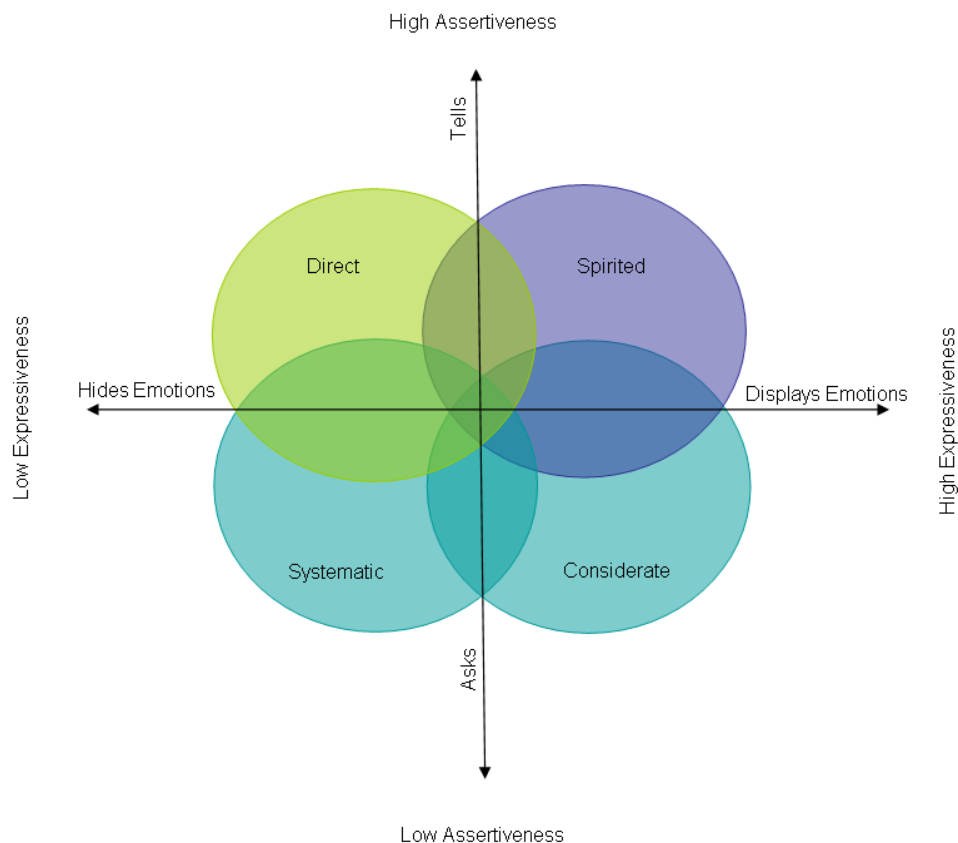 High Assertiveness
Tells
Direct
Spirited
Low Expressiveness
Hides Emotions
Displays Emotions
High Expressiveness
Systematic
Considerate
Asks
Low Assertiveness